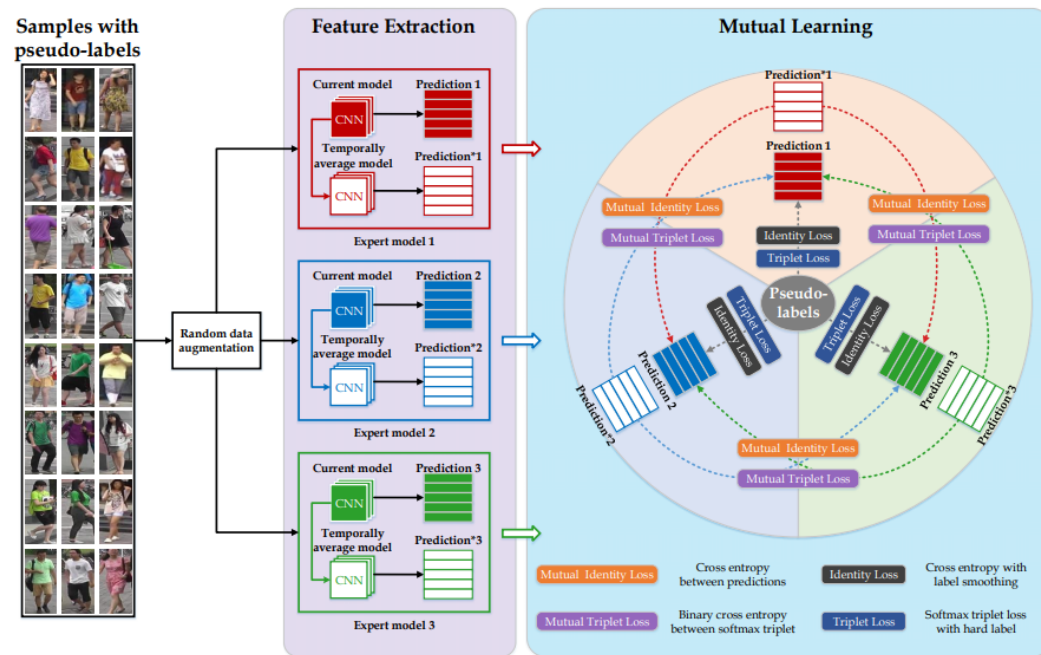 Samples with
pseudo-labels
Random data
augmentation
Feature Extraction
Current model
Prediction 1
CNN
Temporally
average model
Prediction*1
CNN
Expert model 1
Current model
Prediction 2
CNN
Temporally
average model
Prediction*2
CNN
Expert model 2
Current model
Prediction 3
CNN
Temporally
average model
Prediction*3
CNN
Expert model 3
Mutual Learning
Prediction*1
Prediction 1
Mutual Identity Loss
Mutual Triplet Loss
Mutual Identity Loss
Mutual Triplet Loss
Identity Loss
Triplet Loss
Pseudo-
labels
Triplet Loss
Identity Loss
Triplet Loss
Identity Loss
Prediction 2
Prediction*2
Prediction 3
Prediction*3
Mutual Identity Loss
Mutual Triplet Loss
Mutual Identity Loss
Cross entropy
between predictions
Identity Loss
Cross entropy with
label smoothing
Mutual Triplet Loss
Binary cross entropy
between softmax triplet
Triplet Loss
Softmax triplet loss
with hard label